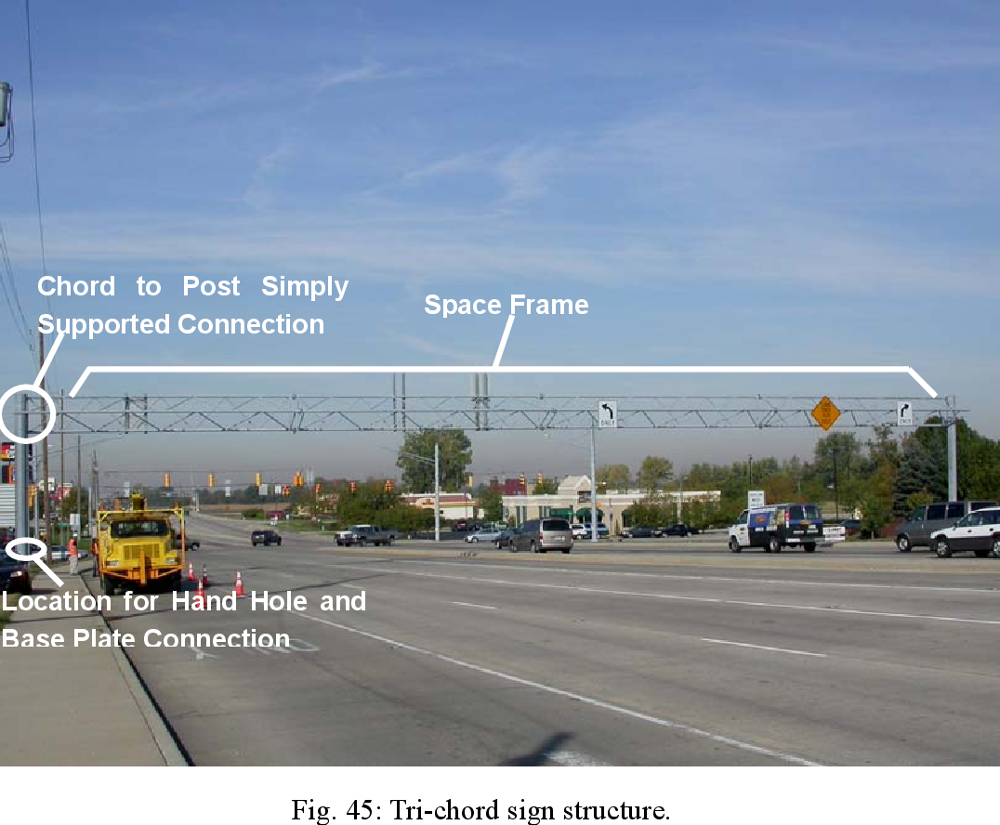 Chord to Post Simply
Supported Connection
Space Frame
ONLY
ONLY
Location for Hand Hole and
Base Plate Connection
Fig. 45: Tri-chord sign structure.